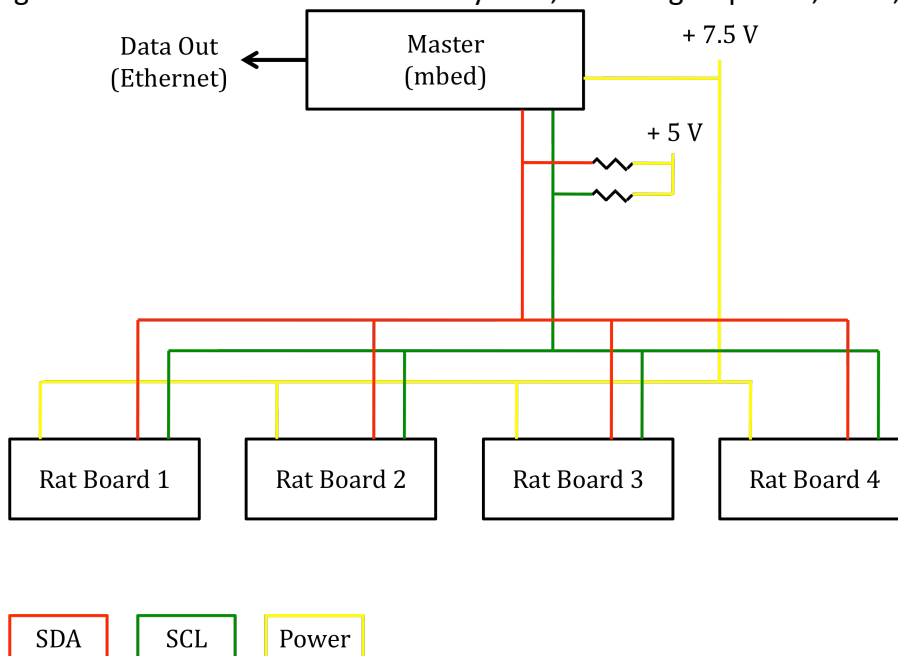 Data Out
(Ethernet)
Master
(mbed)
+ 7.5 V
+ 5 V
Rat Board 1
Rat Board 2
Rat Board 3
Rat Board 4
SDA
SCL
Power